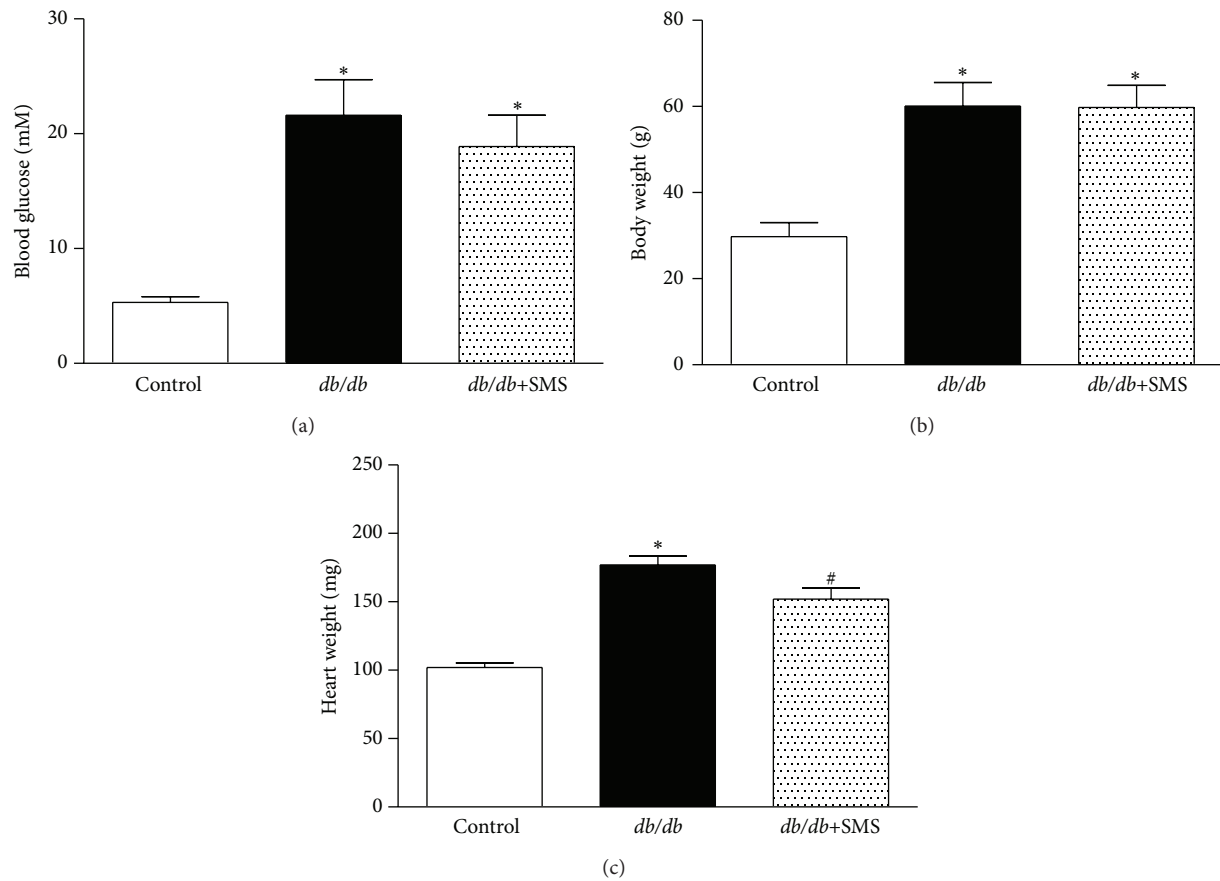 30
20
10
0
Blood glucose (mM)
*
*
Control
db/db
db/db+SMS
(a)
80
60
40
20
0
Body weight (g)
*
*
Control
db/db
db/db+SMS
(b)
250
200
150
100
50
0
Heart weight (mg)
*
#
Control
db/db
db/db+SMS
(c)